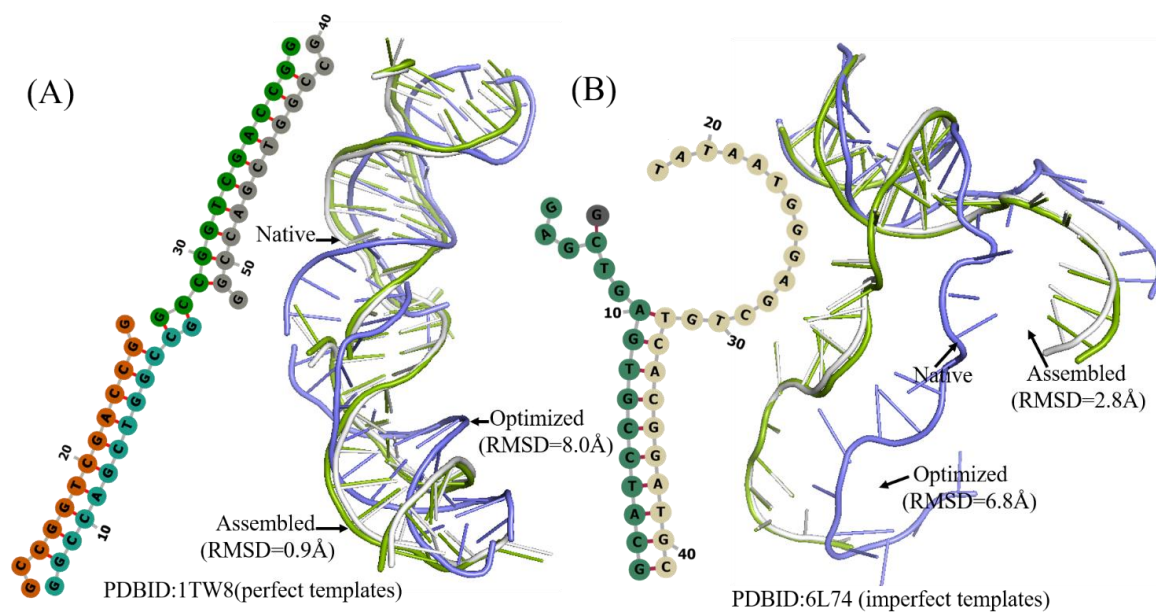 (A)
40
G
G
C
C
A
G
C
T
G
G
C
C
G
G
C
C
G
G
T
C
G
A
C
C
G
G
30
50
Native
G
G
C
C
A
G
C
T
G
G
C
C
G
G
C
C
G
G
T
C
G
A
C
C
G
G
20
10
Optimized
(RMSD=8.0Å)
Assembled
(RMSD=0.9Å)
PDBID:1TW8(perfect templates)
(B)
20
T
A
T
A
A
T
G
G
G
A
G
C
T
G
T
C
A
C
G
G
A
T
G
C
30
40
G
G
A
G
C
T
G
A
G
T
G
C
C
T
A
C
G
10
Native
Assembled
(RMSD=2.8Å)
Optimized
(RMSD=6.8Å)
PDBID:6L74 (imperfect templates)